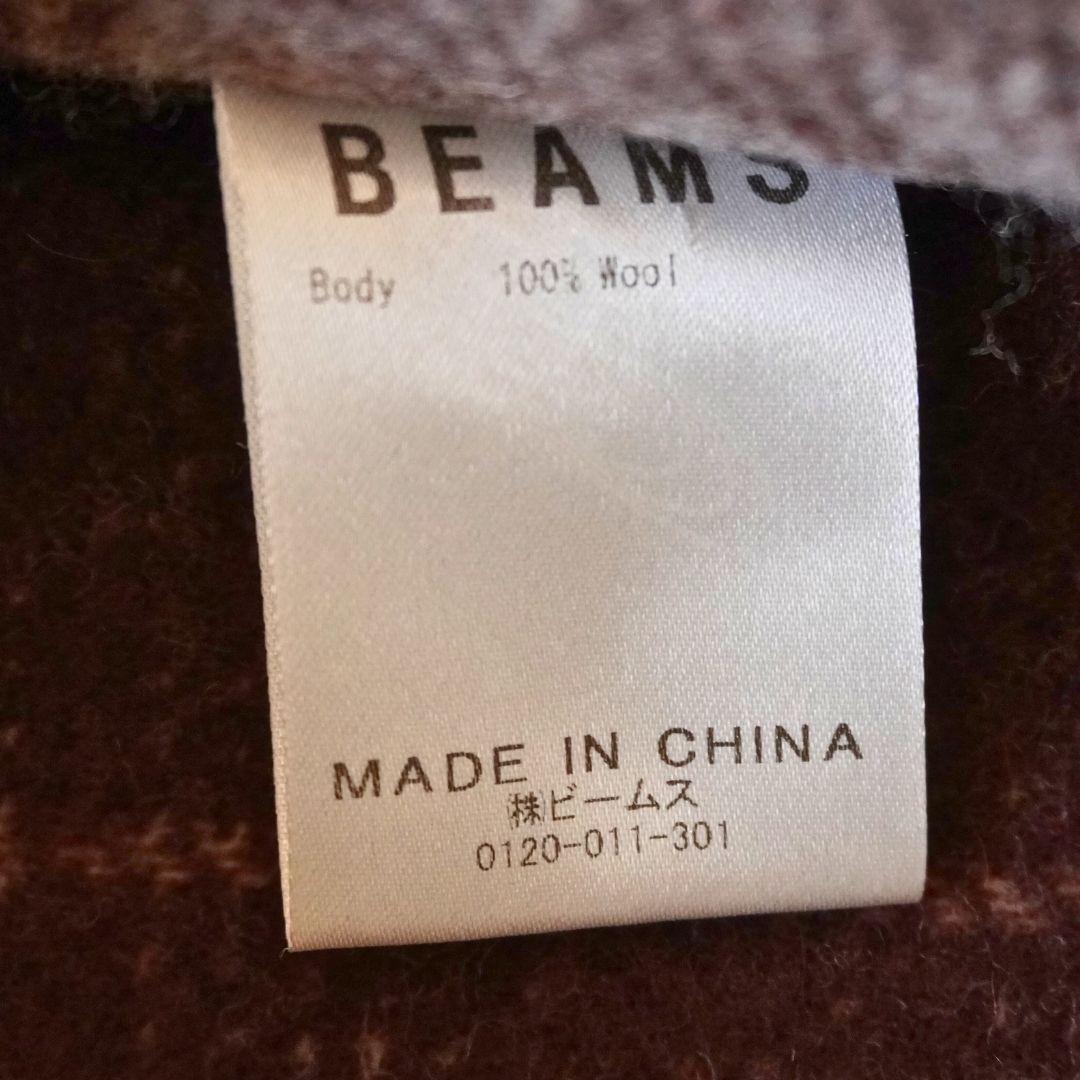 BEAMS
Body 100% Wool
MADE IN CHINA
㈱ビームス
0120-011-301